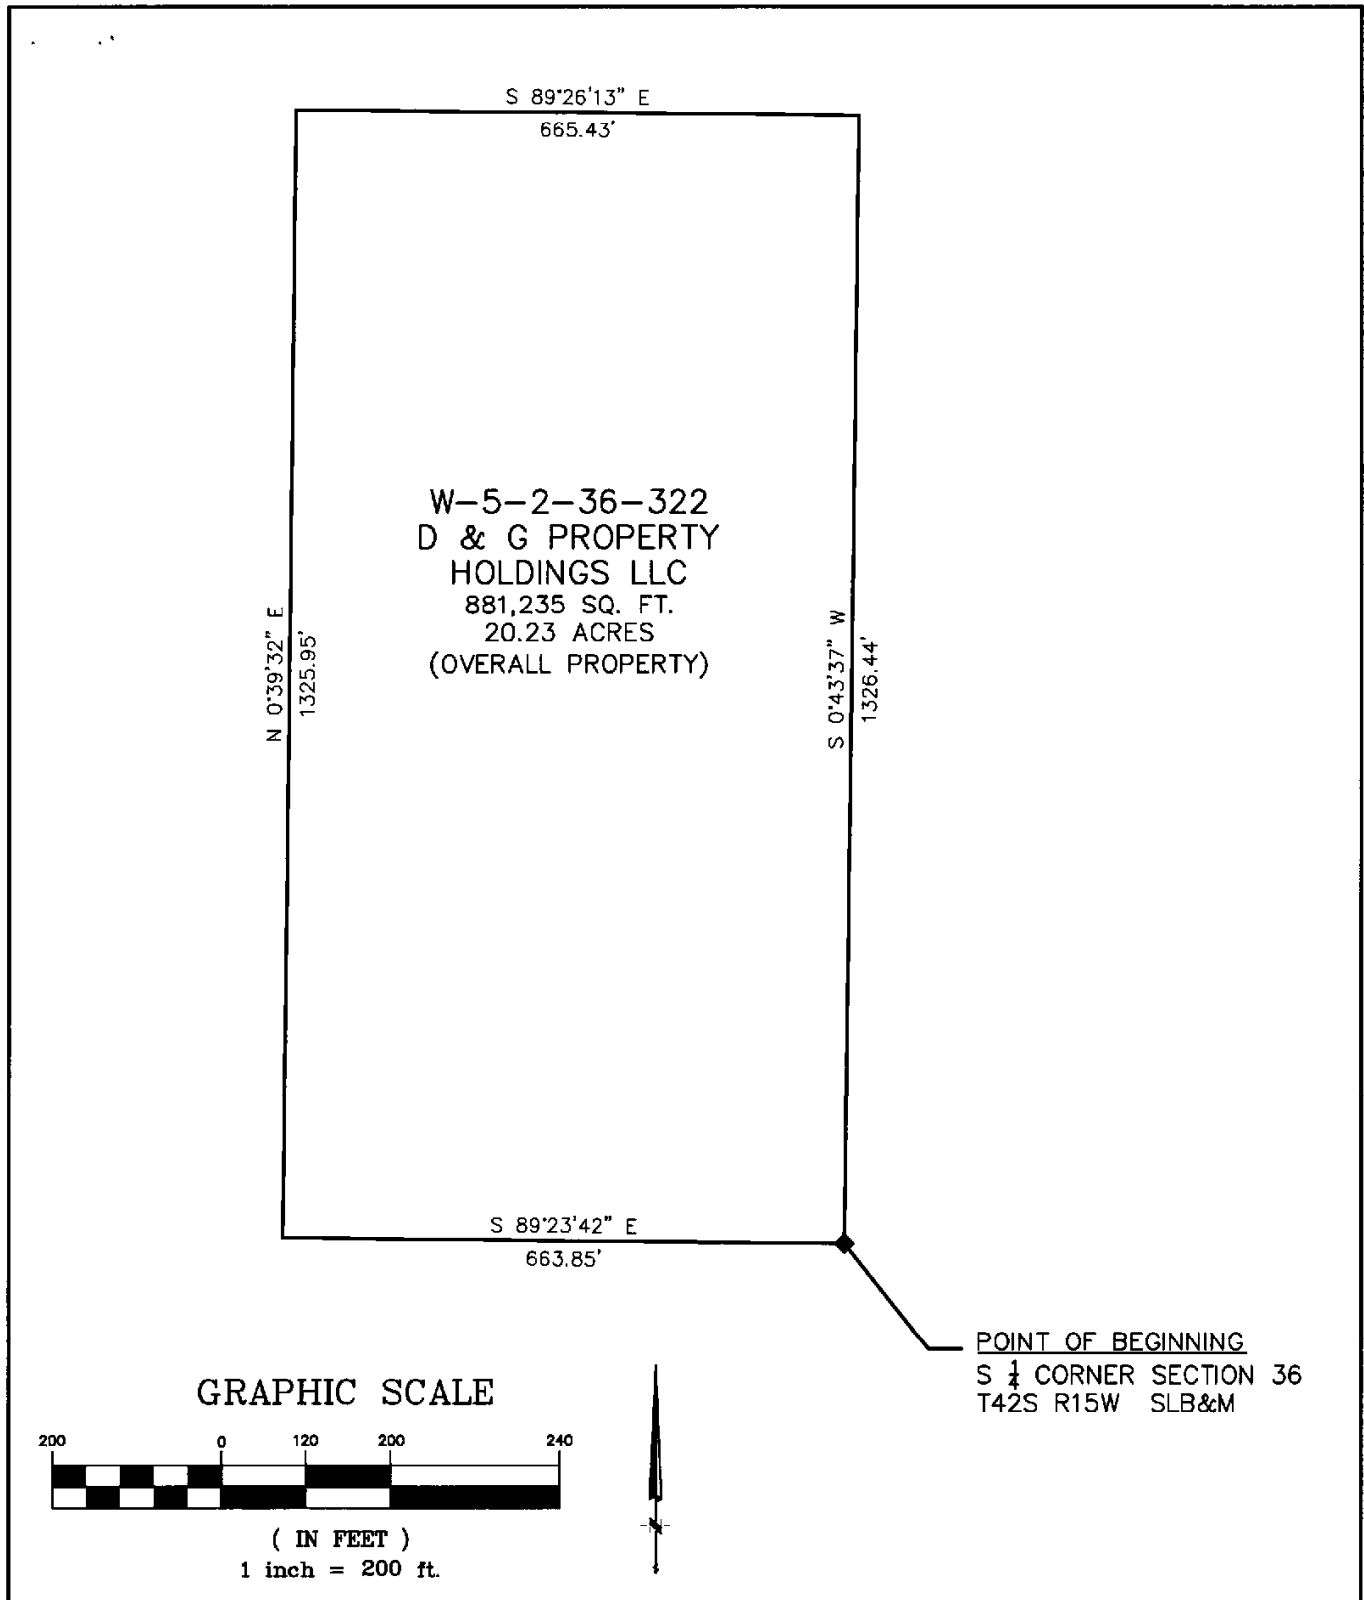 S 89°26'13" E
665.43'
W-5-2-36-322
D & G PROPERTY
HOLDINGS LLC
881,235 SQ. FT.
20.23 ACRES
(OVERALL PROPERTY)
N 0°39'32" E
1325.95'
S 0°43'37" W
1326.44'
S 89°23'42" E
663.85'
POINT OF BEGINNING
S 1/4 CORNER SECTION 36
T42S R15W SLB&M
GRAPHIC SCALE
200 0 120 200 240
( IN FEET )
1 inch = 200 ft.